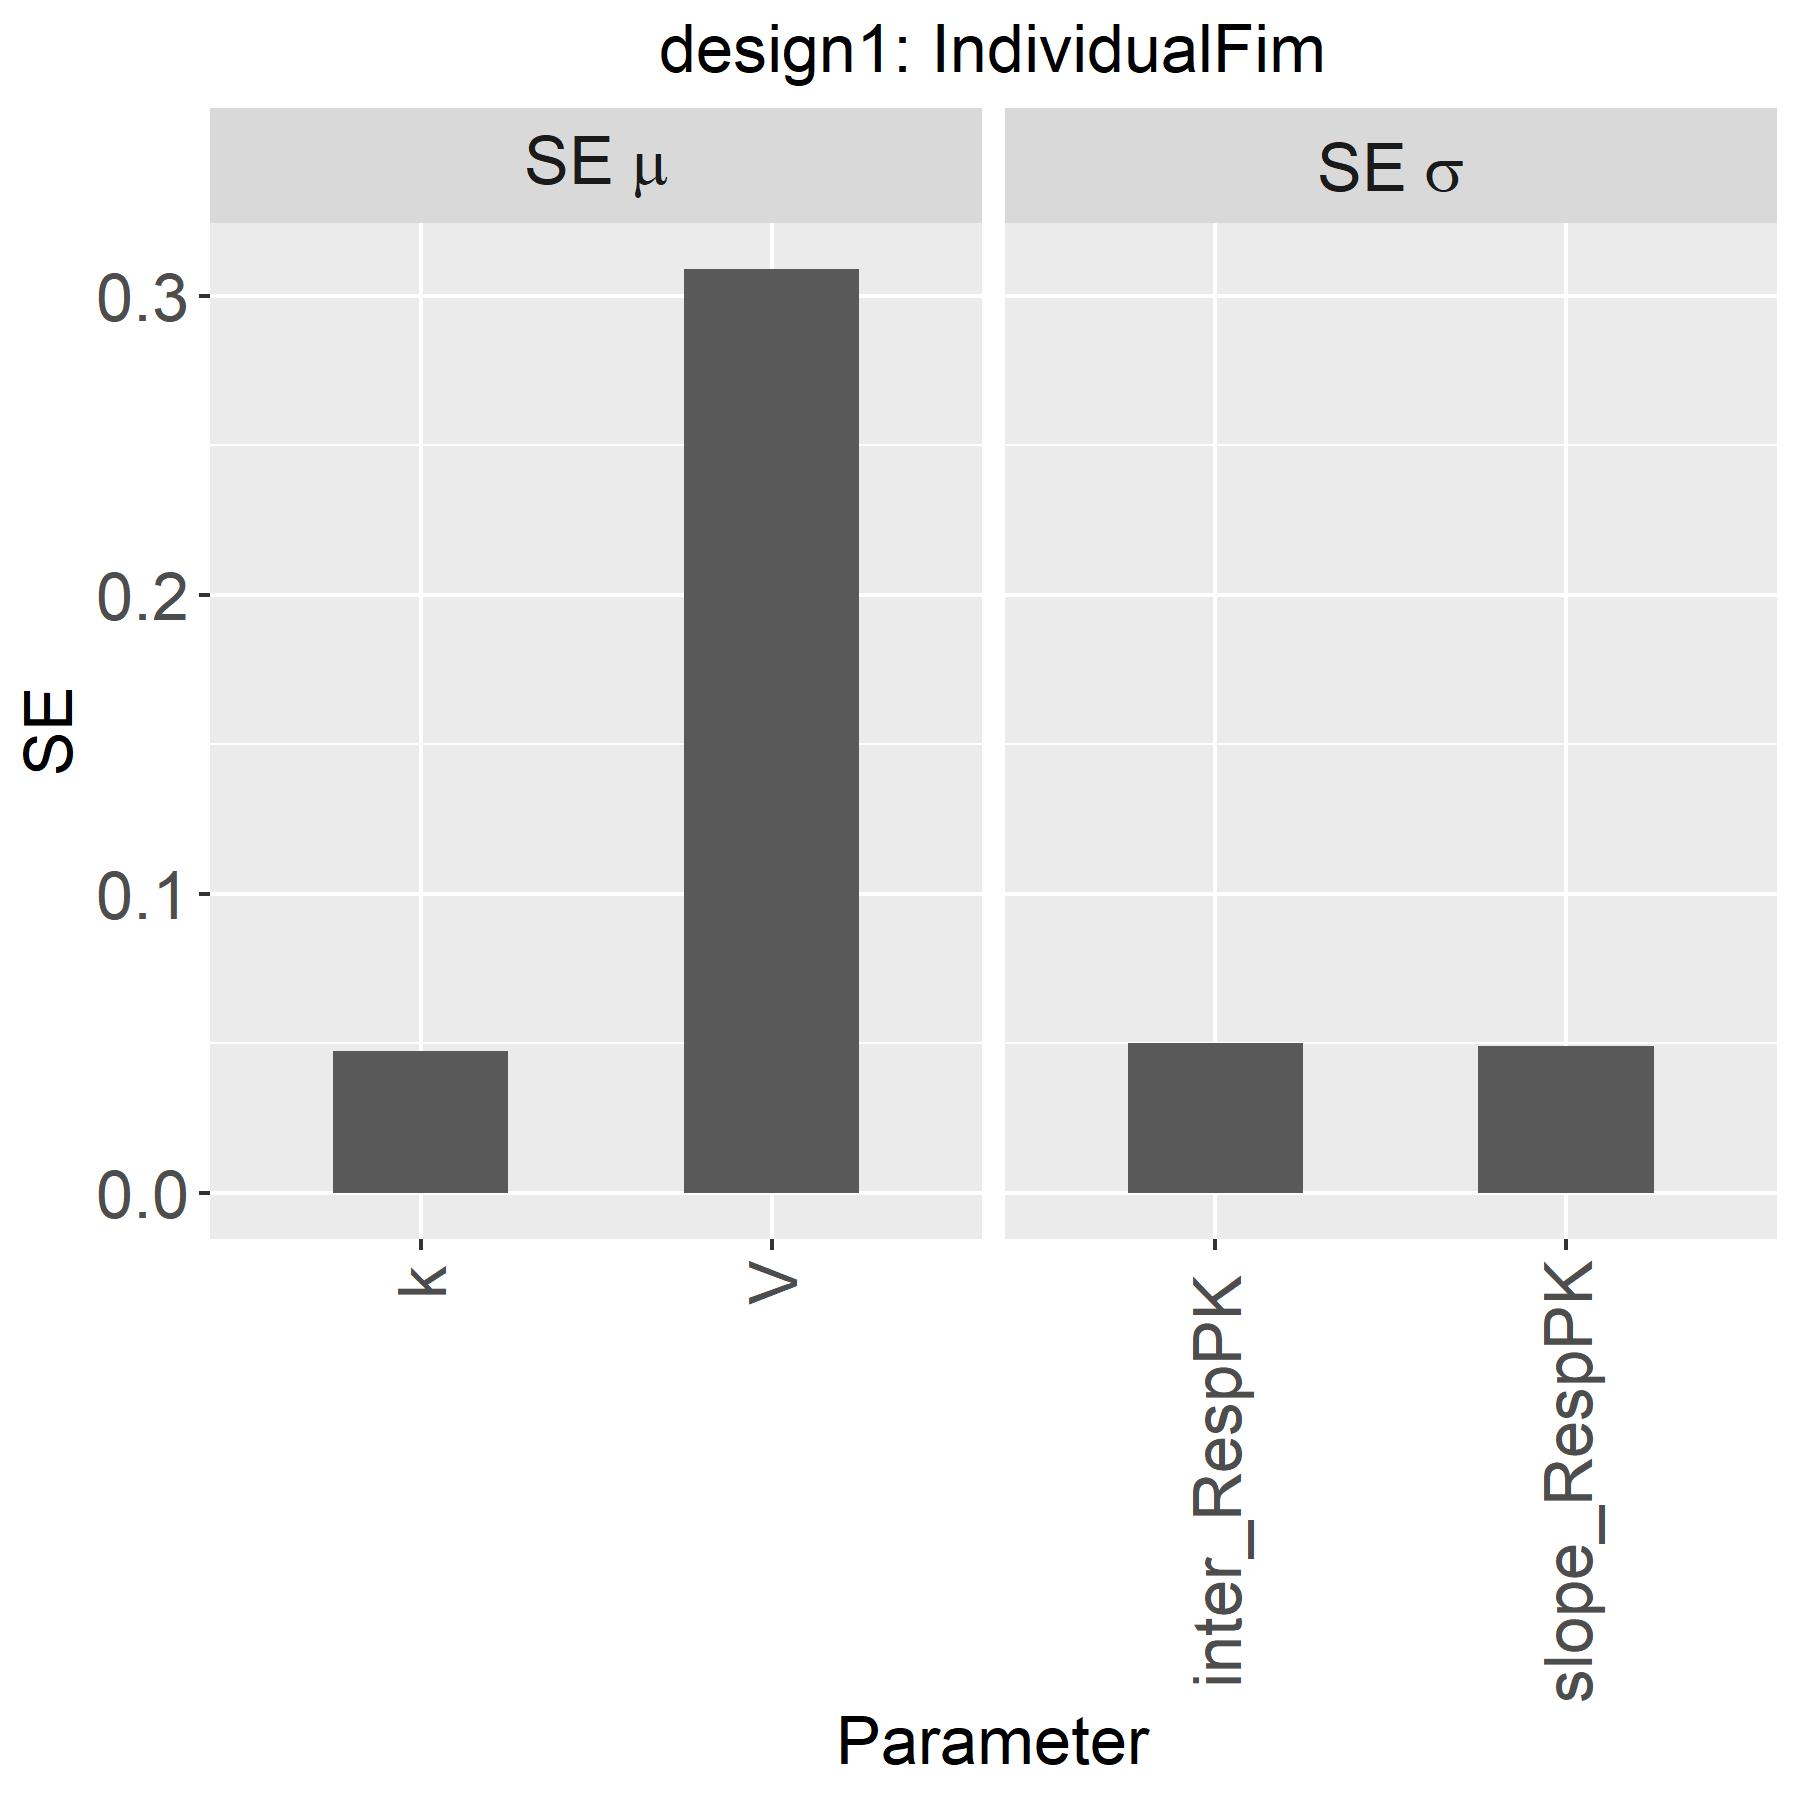 design1: IndividualFim
SE μ
SE σ
0.3
0.2
0.1
0.0
SE
k
V
inter_RespPK
slope_RespPK
Parameter